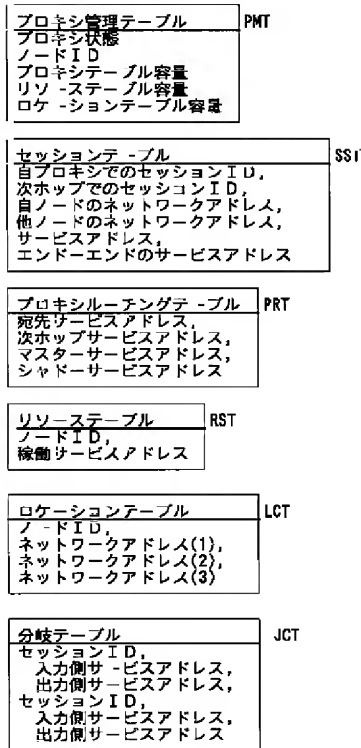 プロキシ管理テーブル PMT
プロキシ状態
ノードID
プロキシテーブル容量
リソーステーブル容量
ロケーションテーブル容量
セッションテーブル SST
自プロキシでのセッションID,
次ホップでのセッションID,
自ノードのネットワークアドレス,
他ノードのネットワークアドレス,
サービスアドレス,
エンドーエンドのサービスアドレス
プロキシルーチングテーブル PRT
宛先サービスアドレス,
次ホップサービスアドレス,
マスターサービスアドレス,
シャドーサービスアドレス
リソーステーブル RST
ノードID,
稼働サービスアドレス
ロケーションテーブル LCT
ノードID,
ネットワークアドレス(1),
ネットワークアドレス(2),
ネットワークアドレス(3)
分岐テーブル JCT
セッションID,
入力側サービスアドレス,
出力側サービスアドレス,
セッションID,
入力側サービスアドレス,
出力側サービスアドレス